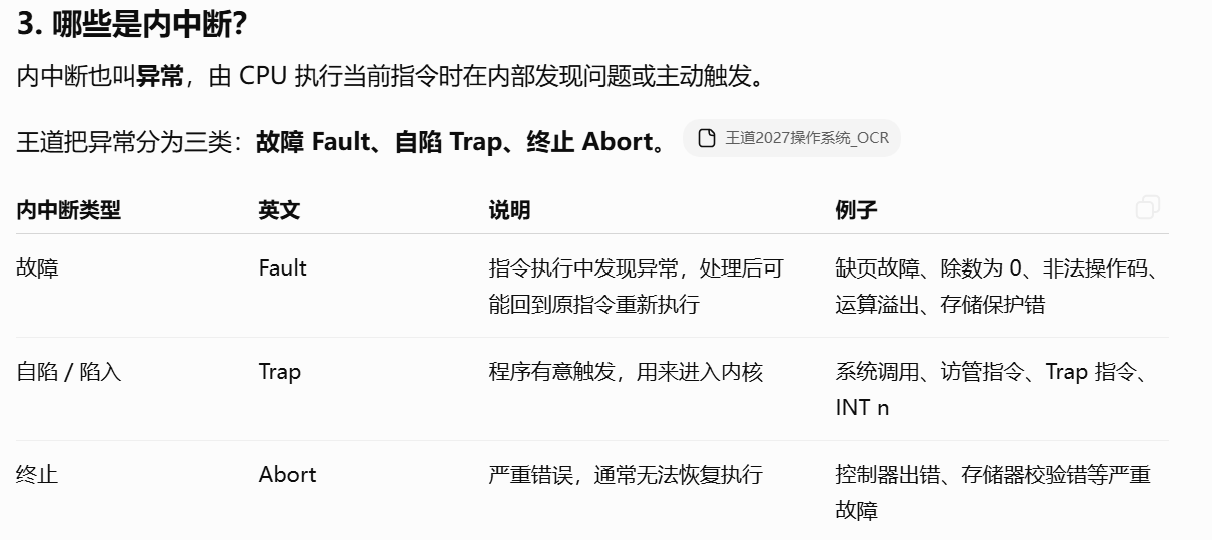 3. 哪些是内中断？
内中断也叫异常，由 CPU 执行当前指令时在内部发现问题或主动触发。
王道把异常分为三类：故障 Fault、自陷 Trap、终止 Abort。 王道2027操作系统_OCR
内中断类型 英文 说明 例子
故障 Fault 指令执行中发现异常，处理后可 缺页故障、除数为 0、非法操作码、
能回到原指令重新执行 运算溢出、存储保护错
自陷 / 陷入 Trap 程序有意触发，用来进入内核 系统调用、访管指令、Trap 指令、
INT n
终止 Abort 严重错误，通常无法恢复执行 控制器出错、存储器校验错等严重
故障